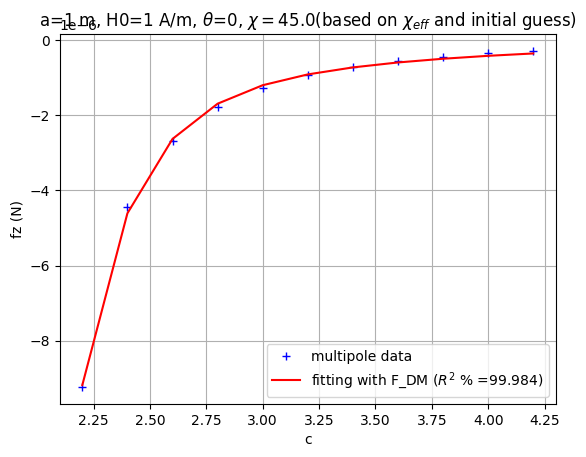 a=1 m, H0=1 A/m, θ=0, χ = 45.0(based on χ_eff and initial guess)
1e−6
0
−2
−4
−6
−8
fz (N)
multipole data
fitting with F_DM (R² % =99.984)
2.25 2.50 2.75 3.00 3.25 3.50 3.75 4.00 4.25
c